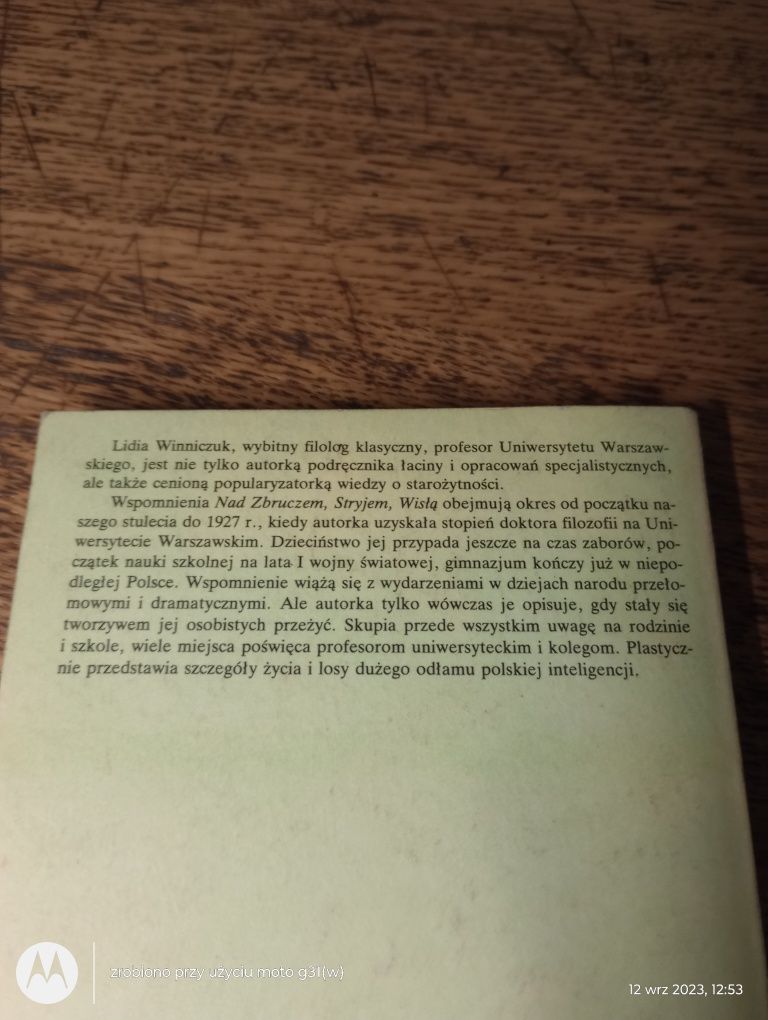 Lidia Winniczuk, wybitny filolog klasyczny, profesor Uniwersytetu Warszaw-
skiego, jest nie tylko autorką podręcznika łaciny i opracowań specjalistycznych,
ale także cenioną popularyzatorką wiedzy o starożytności.
Wspomnienia Nad Zbruczem, Stryjem, Wisłą obejmują okres od początku na-
szego stulecia do 1927 r., kiedy autorka uzyskała stopień doktora filozofii na Uni-
wersytecie Warszawskim. Dzieciństwo jej przypada jeszcze na czas zaborów, po-
czątek nauki szkolnej na lata I wojny światowej, gimnazjum kończy już w niepo-
dległej Polsce. Wspomnienie wiążą się z wydarzeniami w dziejach narodu przeło-
mowymi i dramatycznymi. Ale autorka tylko wówczas je opisuje, gdy stały się
tworzywem jej osobistych przeżyć. Skupia przede wszystkim uwagę na rodzinie
i szkole, wiele miejsca poświęca profesorom uniwersyteckim i kolegom. Plastycz-
nie przedstawia szczegóły życia i losy dużego odłamu polskiej inteligencji.
zrobiono przy użyciu moto g31(w)
12 wrz 2023, 12:53